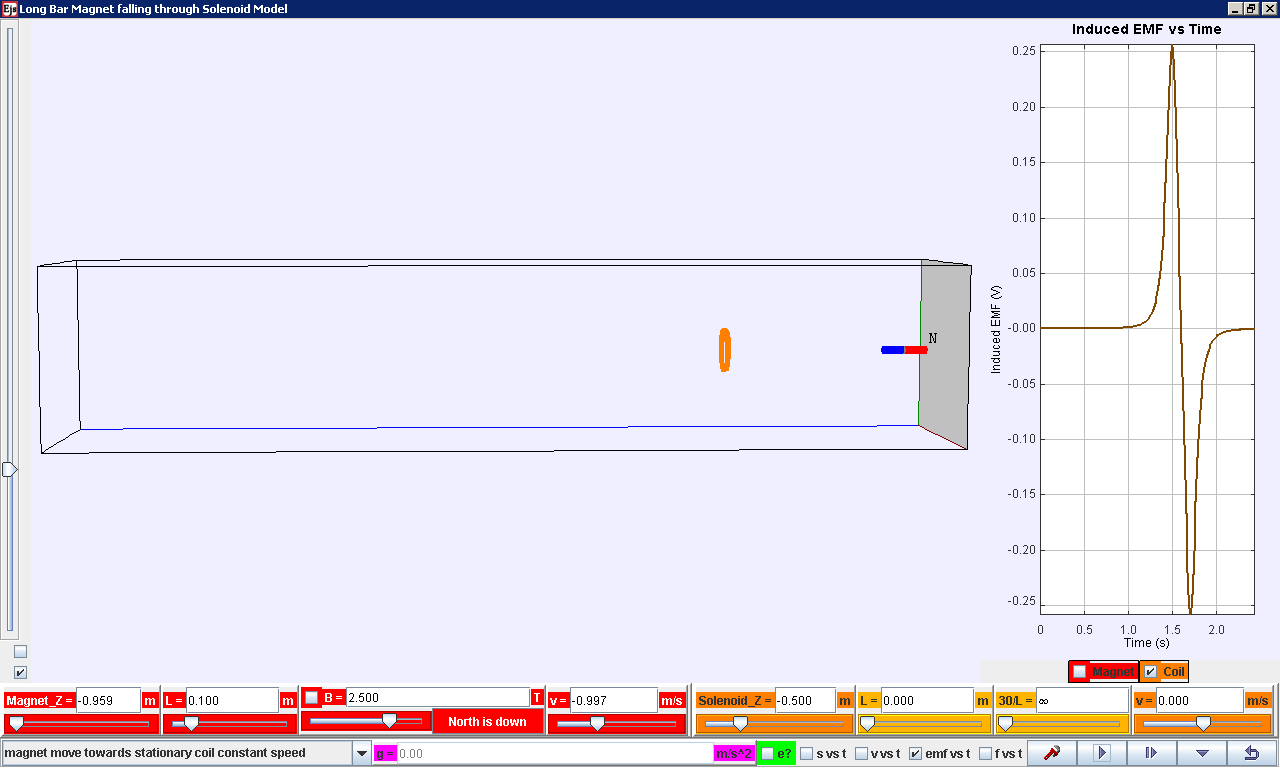 Ejs Long Bar Magnet falling through Solenoid Model
Induced EMF vs Time
0.25
0.20
0.15
0.10
0.05
-0.00
-0.05
-0.10
-0.15
-0.20
-0.25
Induced EMF (V)
0 0.5 1.0 1.5 2.0
Time (s)
N
Magnet Coil
Magnet_Z = -0.959 m L = 0.100 m B = 2.500 T v = -0.997 m/s Solenoid_Z = -0.500 m L = 0.000 m 30/L = ∞ v = 0.000 m/s
North is down
magnet move towards stationary coil constant speed g = 0.00 m/s^2 e? s vs t v vs t emf vs t f vs t